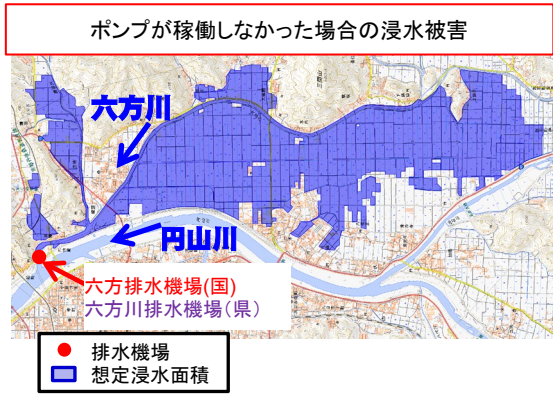 ポンプが稼働しなかった場合の浸水被害
六方川
円山川
六方排水機場(国)
六方川排水機場(県)
排水機場
想定浸水面積